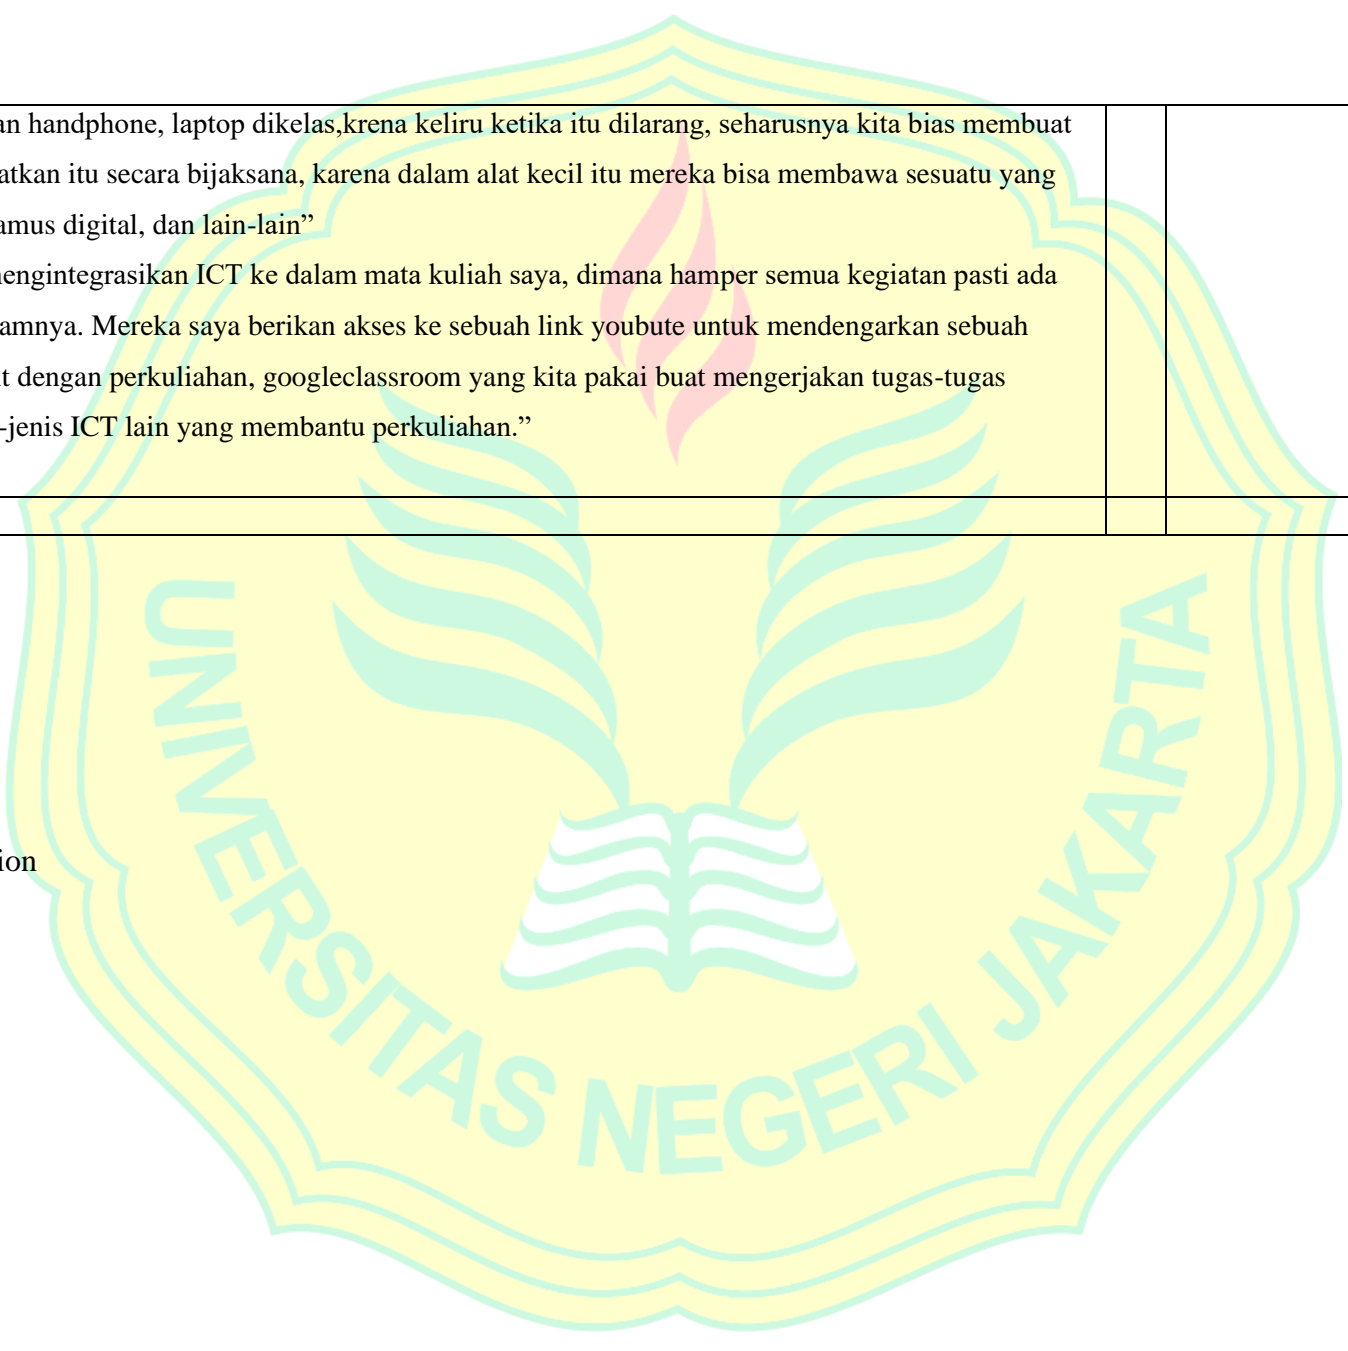 an handphone, laptop dikelas,krena keliru ketika itu dilarang, seharusnya kita bias membuat
atkan itu secara bijaksana, karena dalam alat kecil itu mereka bisa membawa sesuatu yang
amus digital, dan lain-lain”
nengintegrasikan ICT ke dalam mata kuliah saya, dimana hamper semua kegiatan pasti ada
amnya. Mereka saya berikan akses ke sebuah link youbute untuk mendengarkan sebuah
t dengan perkuliahan, googleclassroom yang kita pakai buat mengerjakan tugas-tugas
-jenis ICT lain yang membantu perkuliahan.”
ion
UNIVERSITAS NEGERI JAKARTA